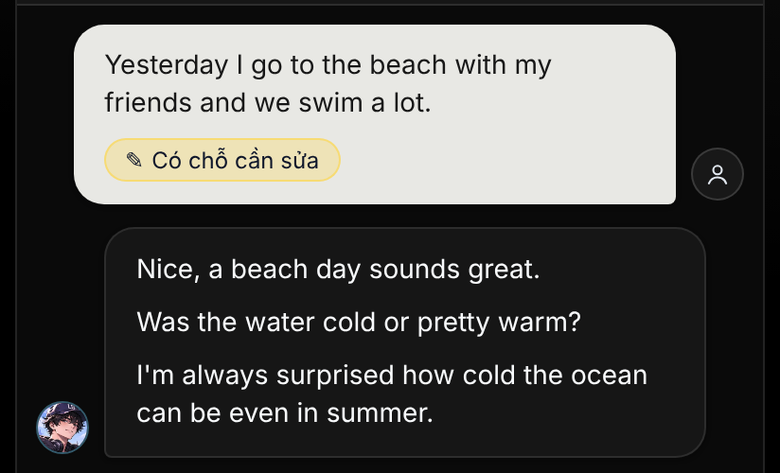 Yesterday I go to the beach with my
friends and we swim a lot.
✎ Có chỗ cần sửa
Nice, a beach day sounds great.
Was the water cold or pretty warm?
I'm always surprised how cold the ocean
can be even in summer.